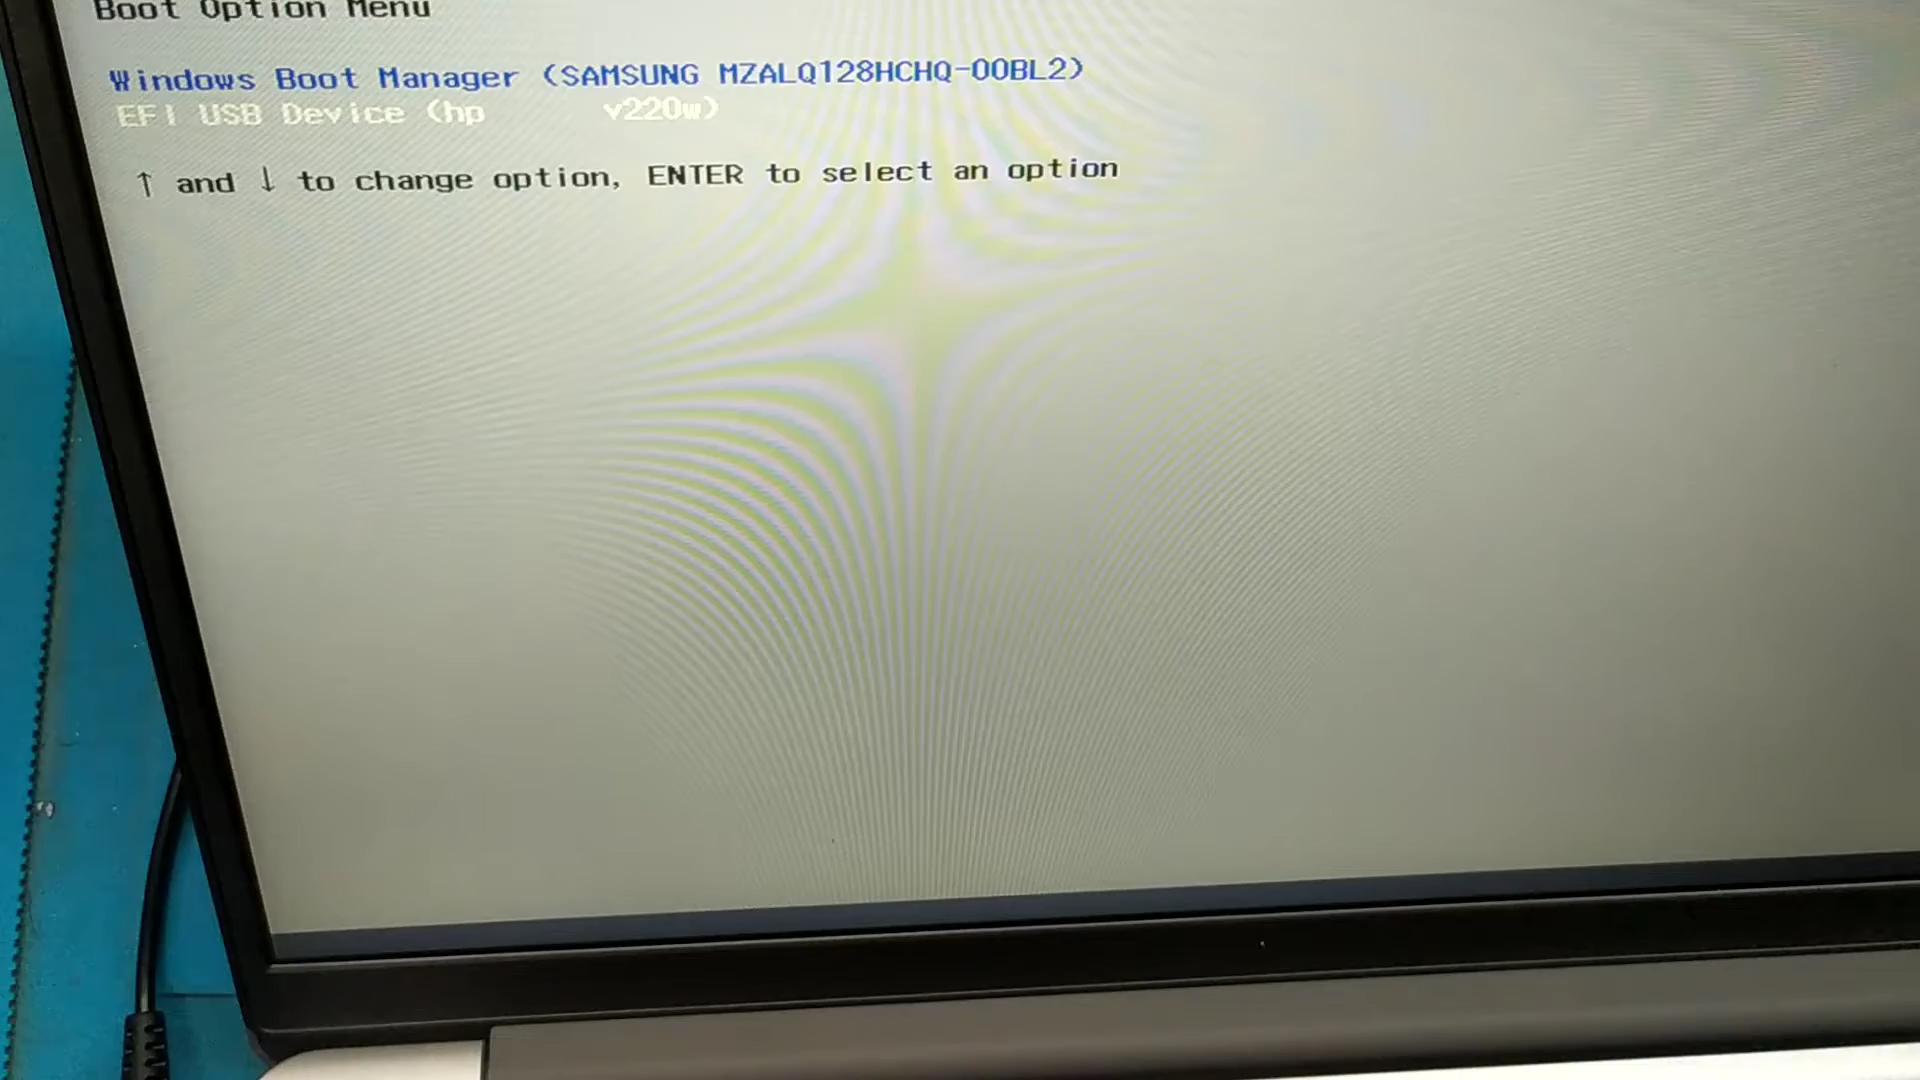 Boot Option Menu
Windows Boot Manager (SAMSUNG MZALQ128HCHQ-00BL2)
EFI USB Device (hp v220w)
↑ and ↓ to change option, ENTER to select an option